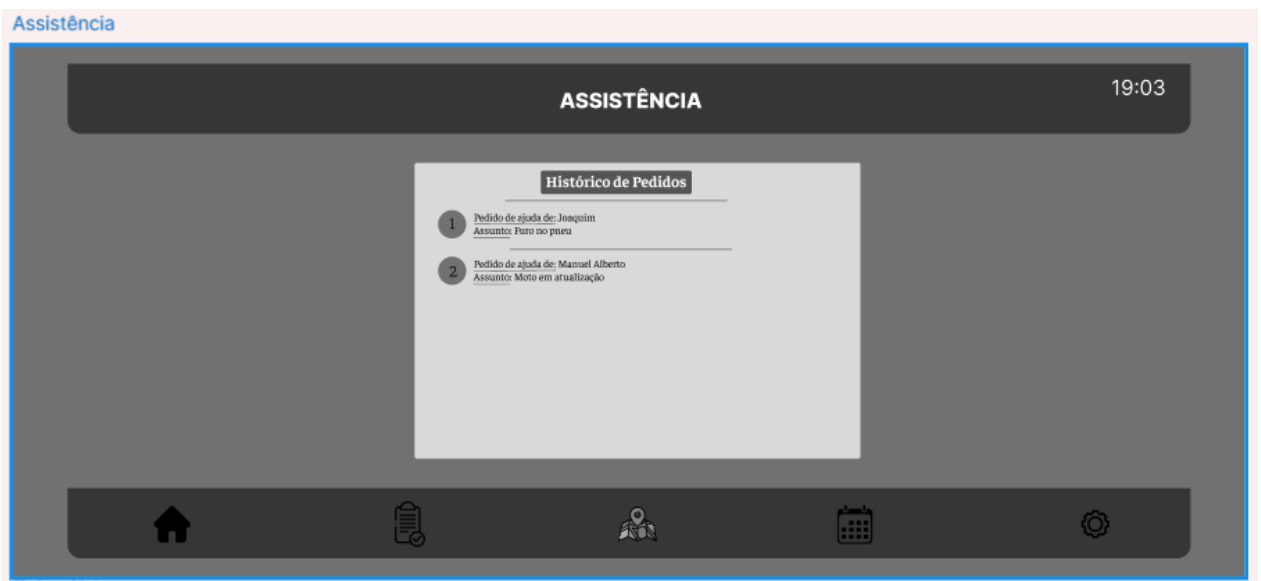 Assistência
ASSISTÊNCIA
19:03
Histórico de Pedidos
1
Pedido de ajuda de: Joaquim
Assunto: Furo no pneu
2
Pedido de ajuda de: Manuel Alberto
Assunto: Moto em atualização